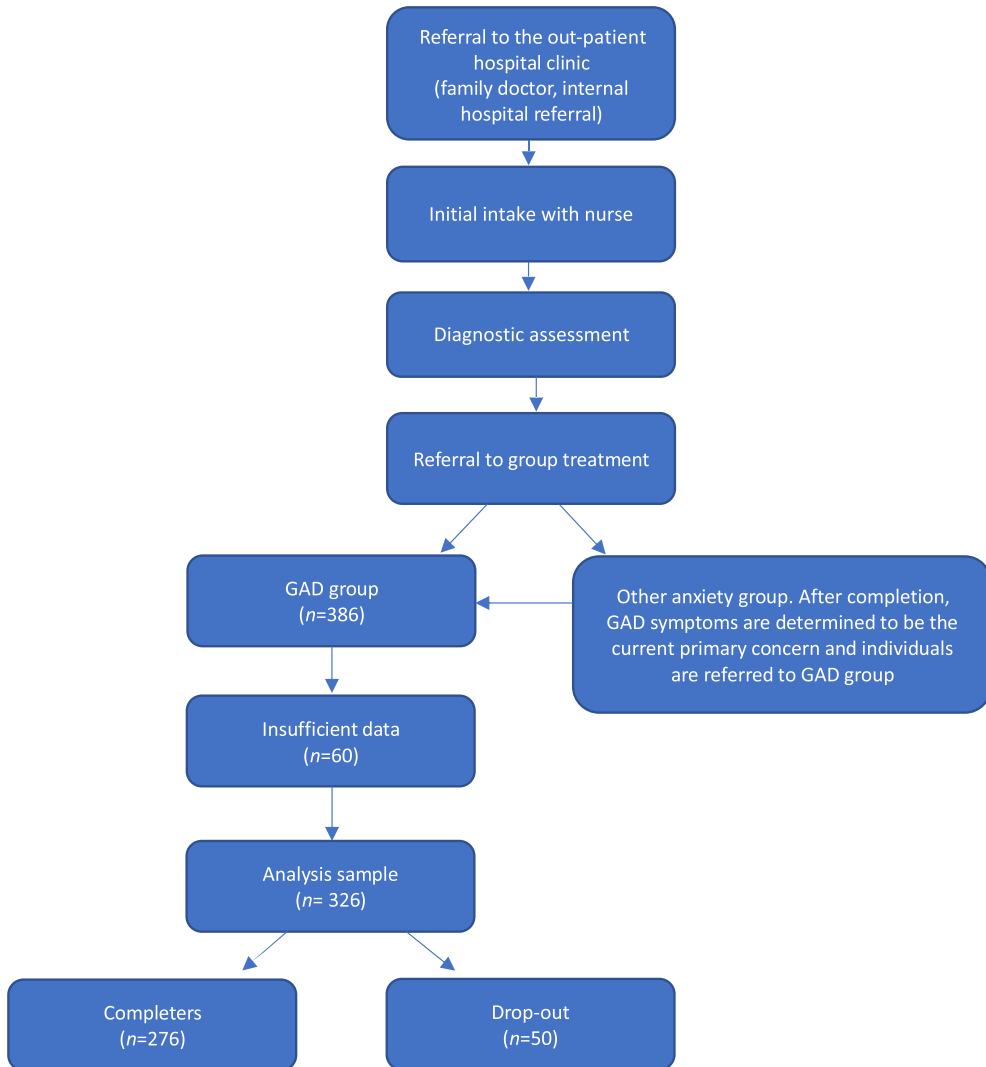 Referral to the out-patient
hospital clinic
(family doctor, internal
hospital referral)
Initial intake with nurse
Diagnostic assessment
Referral to group treatment
GAD group
(n=386)
Other anxiety group. After completion,
GAD symptoms are determined to be the
current primary concern and individuals
are referred to GAD group
Insufficient data
(n=60)
Analysis sample
(n= 326)
Completers
(n=276)
Drop-out
(n=50)